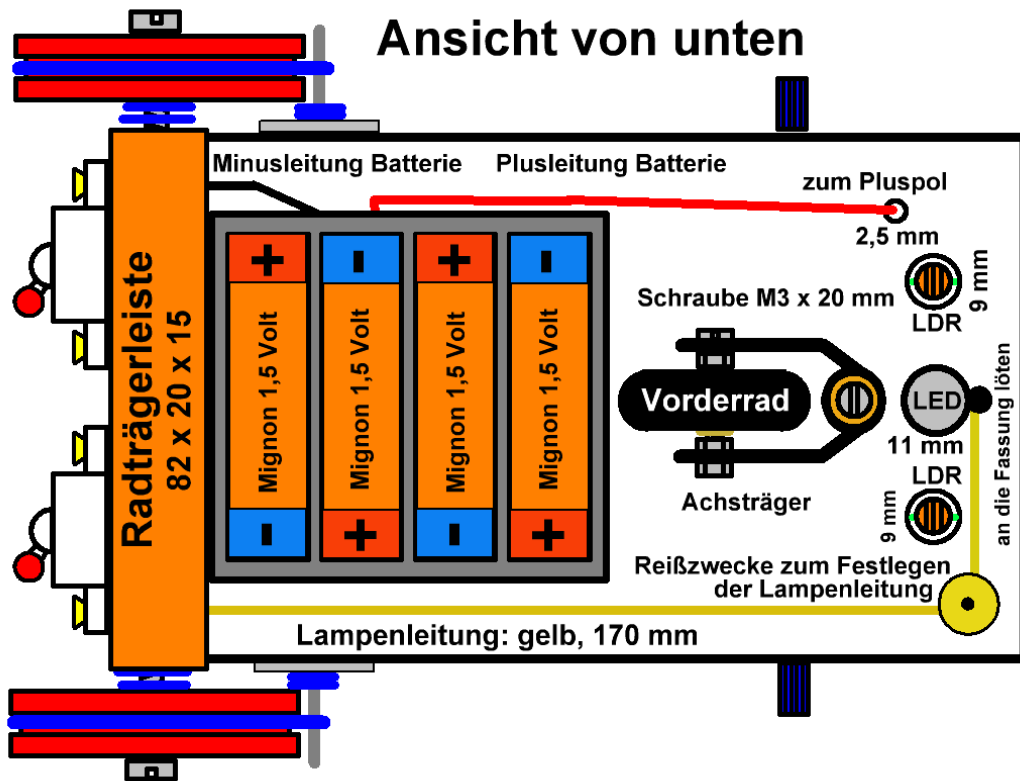 Ansicht von unten
Minusleitung Batterie
Plusleitung Batterie
zum Pluspol
2,5 mm
Radträgerleiste
82 x 20 x 15
+
-
+
-
Mignon 1,5 Volt
Mignon 1,5 Volt
Mignon 1,5 Volt
Mignon 1,5 Volt
-
+
-
+
Schraube M3 x 20 mm
9 mm
LDR
Vorderrad
LED
11 mm
an die Fassung löten
LDR
9 mm
Achsträger
Reißzwecke zum Festlegen
der Lampenleitung
Lampenleitung: gelb, 170 mm